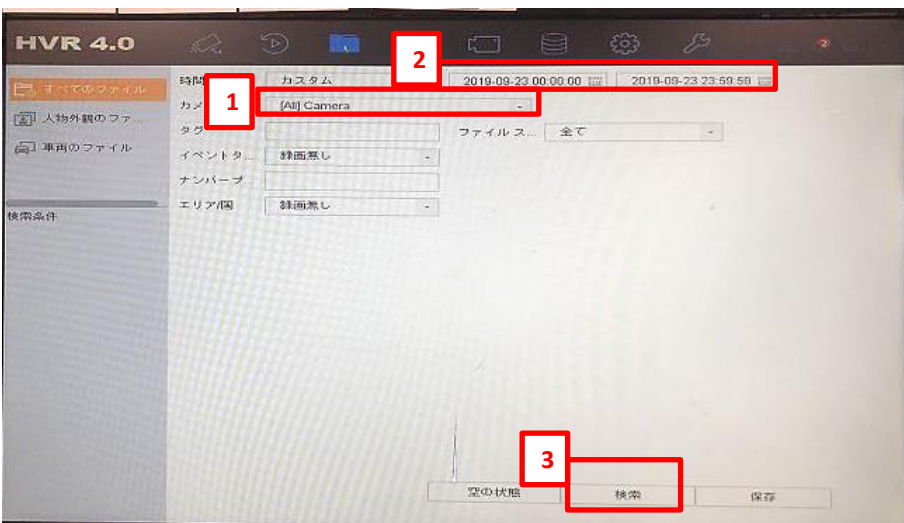 HVR 4.0
2
2
すべてのファイル
人物外観のファ...
車両のファイル
検索条件
時間 カスタム 2019-09-23 00:00:00 2019-09-23 23:59:59
1
カメ [All] Camera
タグ ファイル ス... 全て
イベントタ... 録画無し
ナンバープ
エリア/国 録画無し
3
空の状態 検索 保存